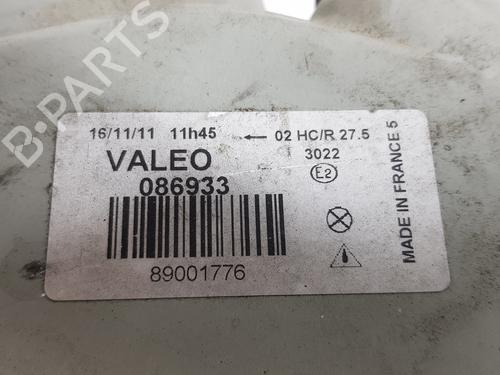 B-PARTS
16/11/11 11h45 ← 02 HC/R 27.5
VALEO 3022
086933 E2
89001776
MADE IN FRANCE 5